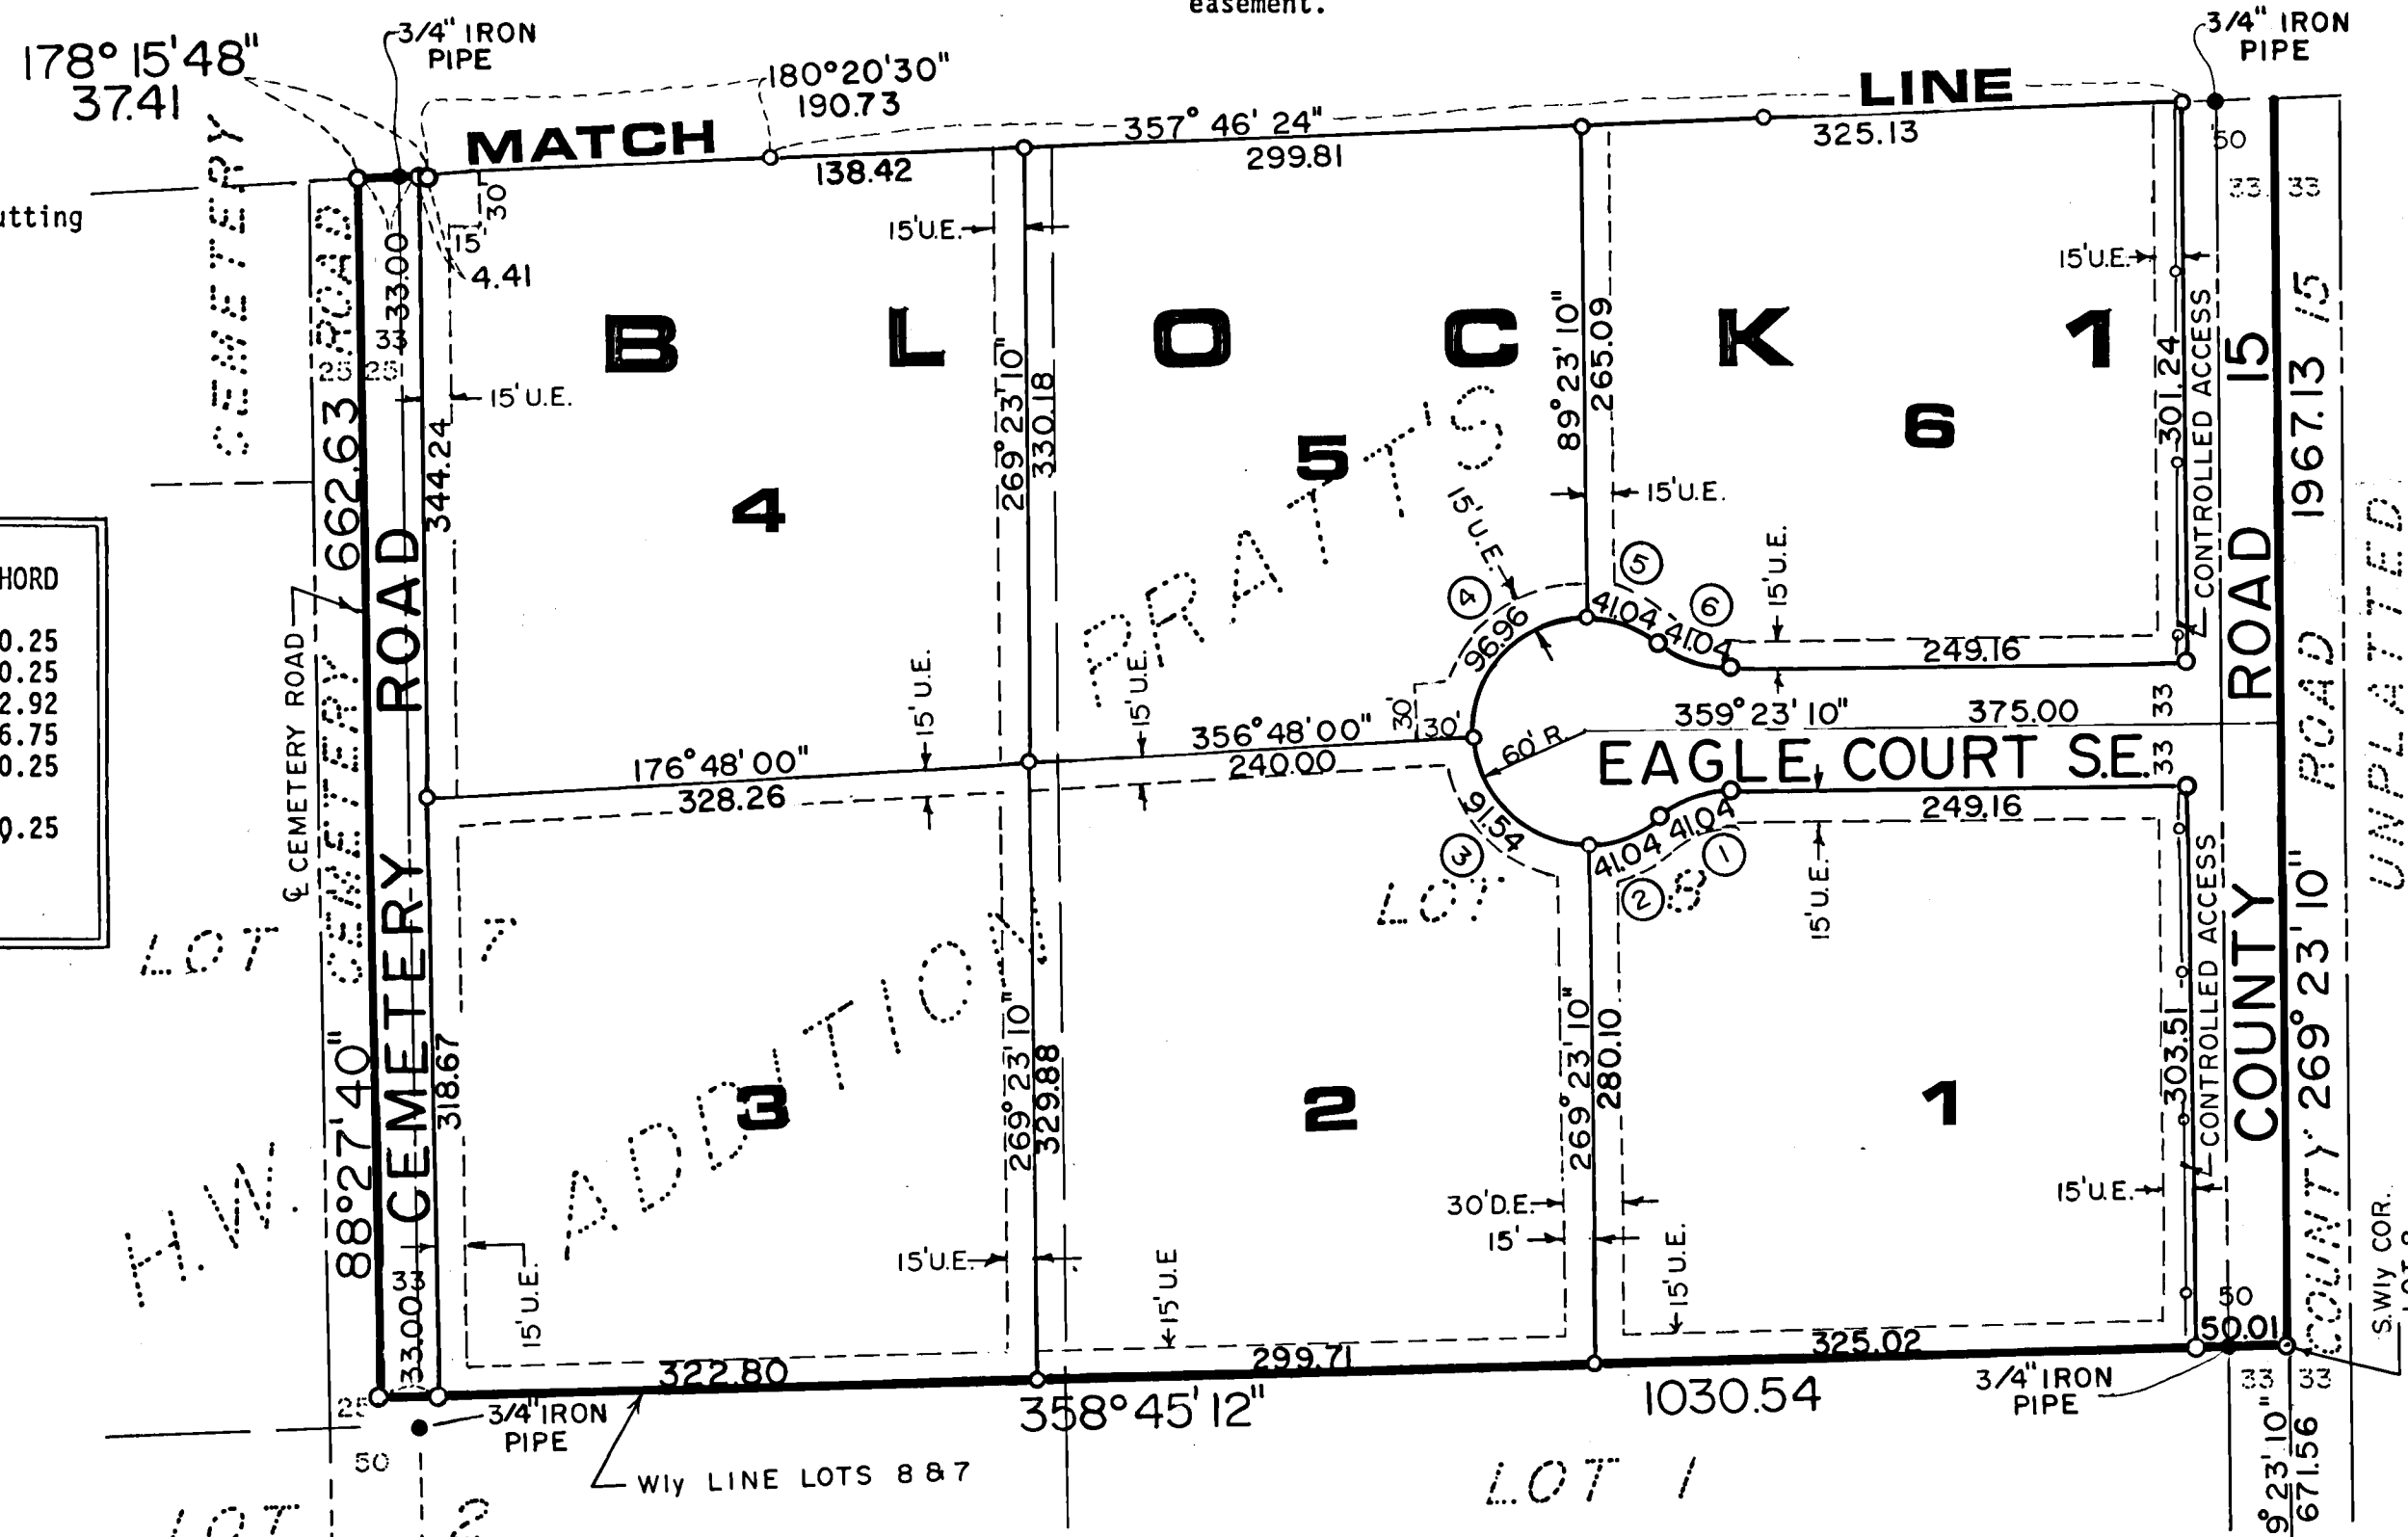 easement.
178° 15' 48"
37.41
3/4" IRON
PIPE
180°20'30"
190.73
MATCH
LINE
3/4" IRON
PIPE
138.42
357° 46' 24"
299.81
325.13
50
33 33
utting
CEMETERY
ROAD
25 25
33.00
33
30
15'
4.41
15'U.E.
15'U.E.
15'U.E.
BLOCK 1
269° 23' 10"
330.18
89° 23' 10"
265.09
301.24
CONTROLLED ACCESS
15
1967.13
15
662.63
344.24
15'U.E.
4
5
6
PRATT'S
15'U.E.
15'U.E.
15'U.E.
HORD
0.25
0.25
2.92
6.75
0.25
0.25
℄ CEMETERY ROAD
ROAD
CEMETERY
15'U.E.
15'U.E.
4
5
6
96.96
41.04
41.04
249.16
ROAD
ROAD
UNPLATTED
176°48'00"
328.26
356°48'00"
240.00
30'
30'
60' R.
359°23'10"
375.00
33
33
EAGLE COURT S.E.
249.16
91.54
41.04
41.04
3
2
1
LOT 8
15'U.E.
LOT 7
H.W.
ADDITION
88°27'40"
CEMETERY
318.67
269° 23' 10"
329.88
269° 23' 10"
280.10
303.51
CONTROLLED ACCESS
COUNTY
269° 23' 10"
COUNTY
3
2
1
30'D.E.
15'
15'U.E.
15'U.E.
15'U.E
15'U.E.
15'U.E.
33
33.00
50
50.01
S.Wly COR.
322.80
299.71
325.02
358°45'12"
1030.54
3/4" IRON
PIPE
3/4" IRON
PIPE
33 33
25
50
Wly LINE LOTS 8 & 7
LOT 1
9° 23' 10"
671.56
LOT 2